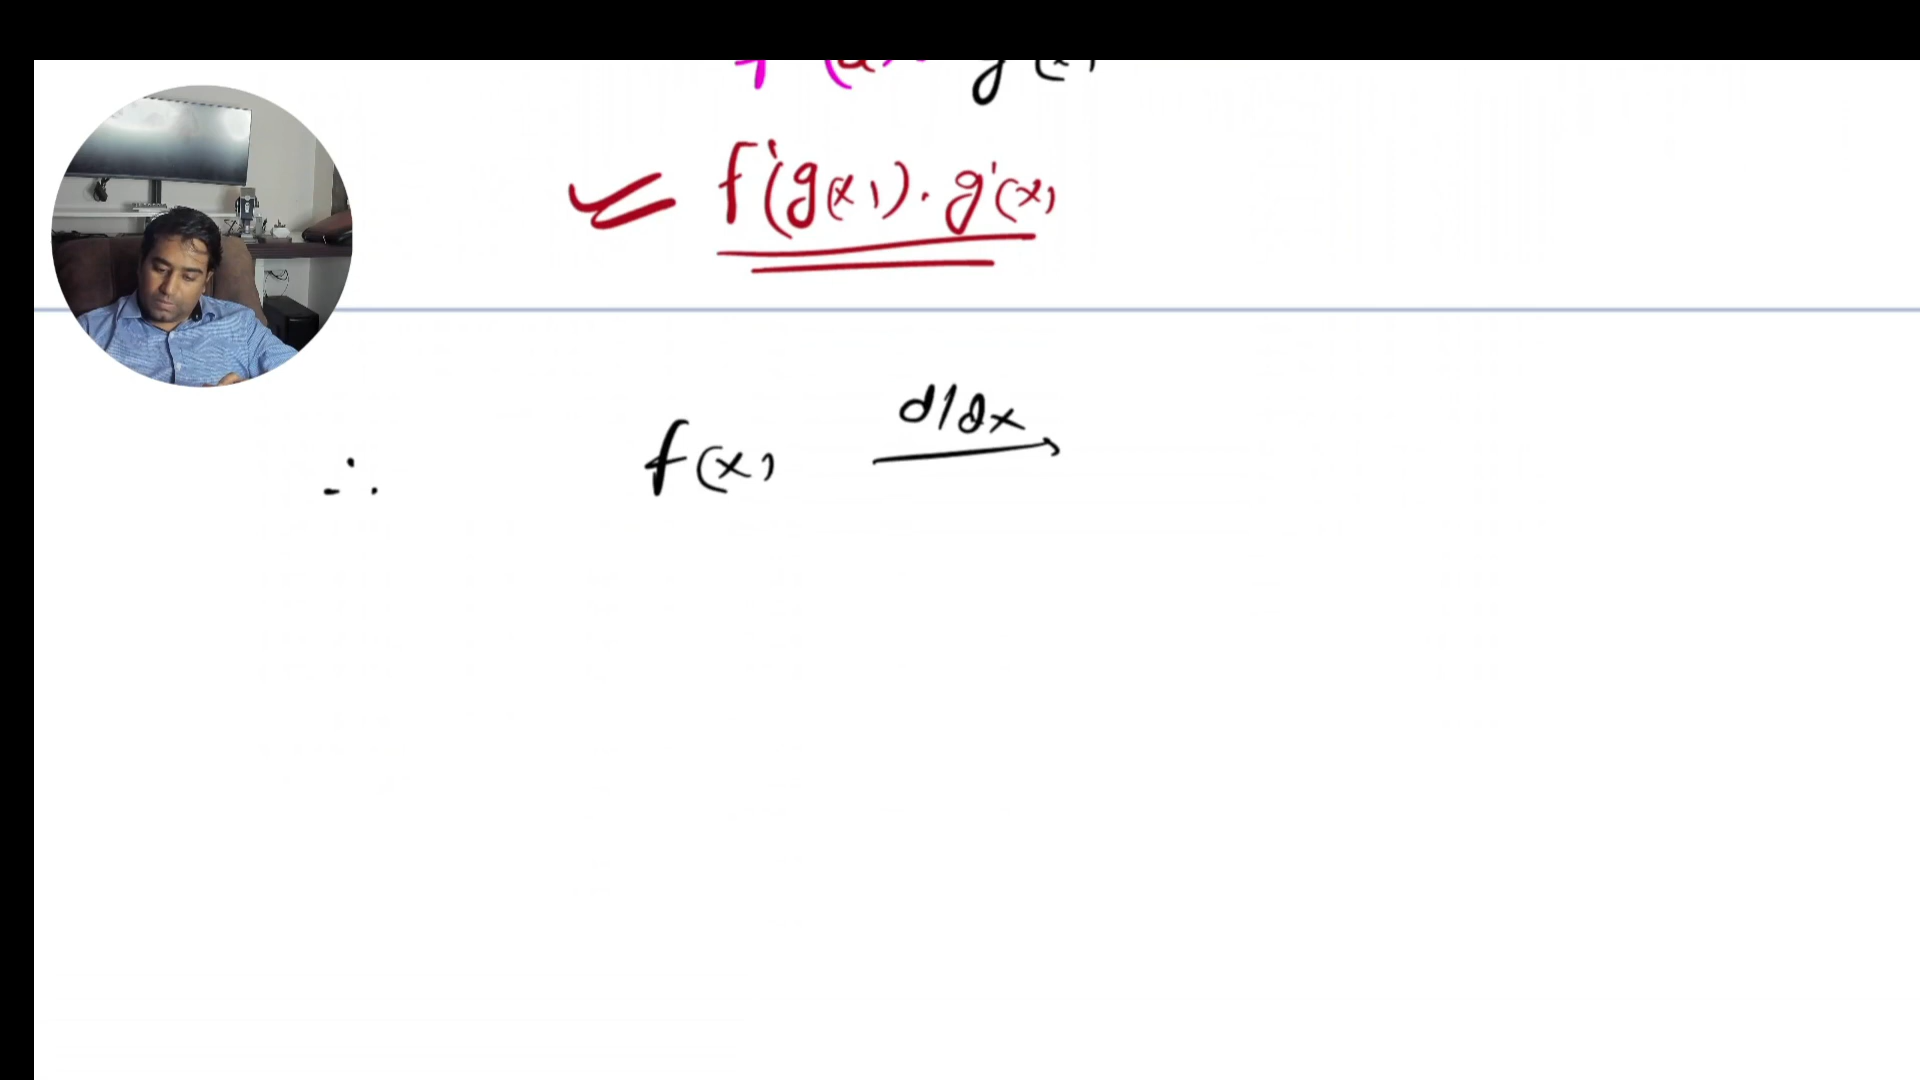 f'(g(x)).g'(x)
d/dx
∴ f(x) →